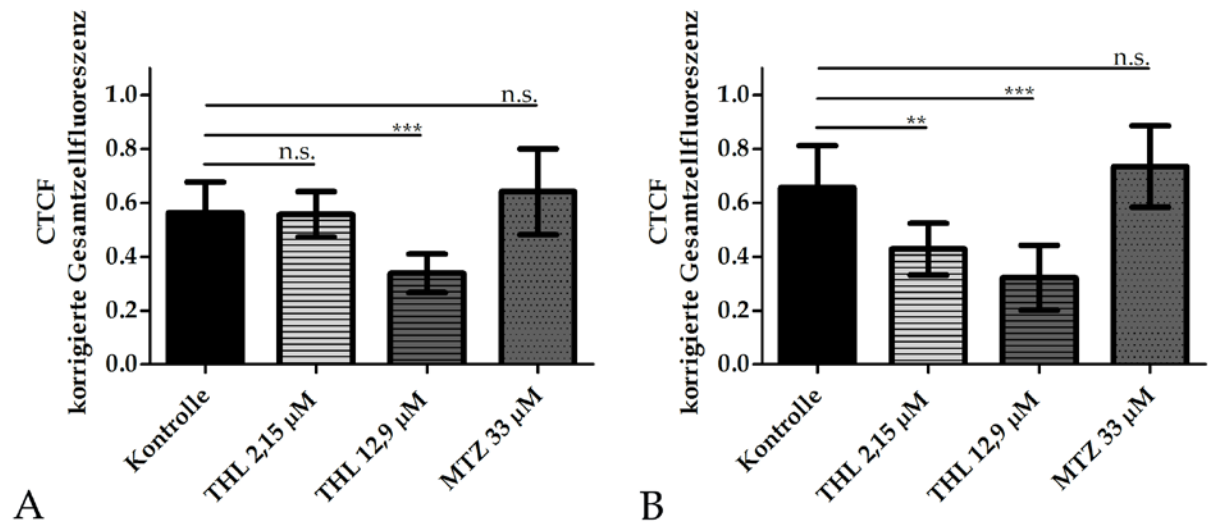 CTCF
korrigierte Gesamtzellfluoreszenz
1.0
0.8
0.6
0.4
0.2
0.0
n.s.
***
n.s.
Kontrolle
THL 2,15 µM
THL 12,9 µM
MTZ 33 µM
A
CTCF
korrigierte Gesamtzellfluoreszenz
1.0
0.8
0.6
0.4
0.2
0.0
n.s.
***
**
Kontrolle
THL 2,15 µM
THL 12,9 µM
MTZ 33 µM
B